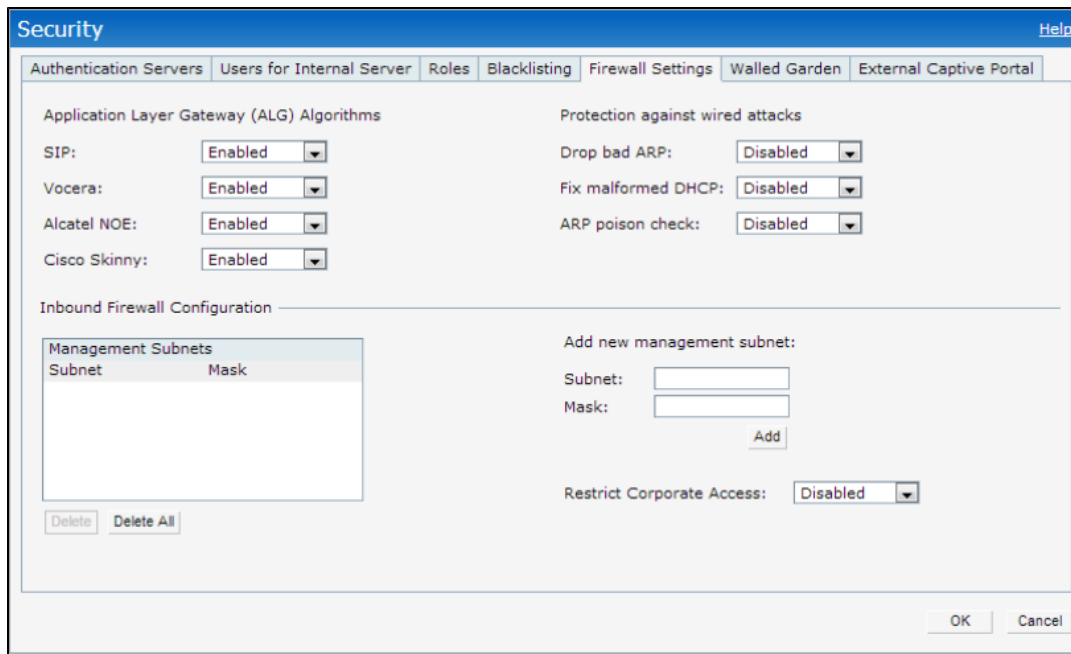 Security
Help
Authentication Servers
Users for Internal Server
Roles
Blacklisting
Firewall Settings
Walled Garden
External Captive Portal
Application Layer Gateway (ALG) Algorithms
SIP: Enabled
Vocera: Enabled
Alcatel NOE: Enabled
Cisco Skinny: Enabled
Protection against wired attacks
Drop bad ARP: Disabled
Fix malformed DHCP: Disabled
ARP poison check: Disabled
Inbound Firewall Configuration
Management Subnets
Subnet Mask
Delete Delete All
Add new management subnet:
Subnet:
Mask:
Add
Restrict Corporate Access: Disabled
OK Cancel